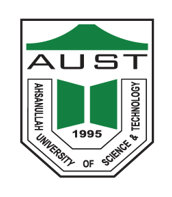 AUST
1995
AHSANULLAH UNIVERSITY OF SCIENCE & TECHNOLOGY